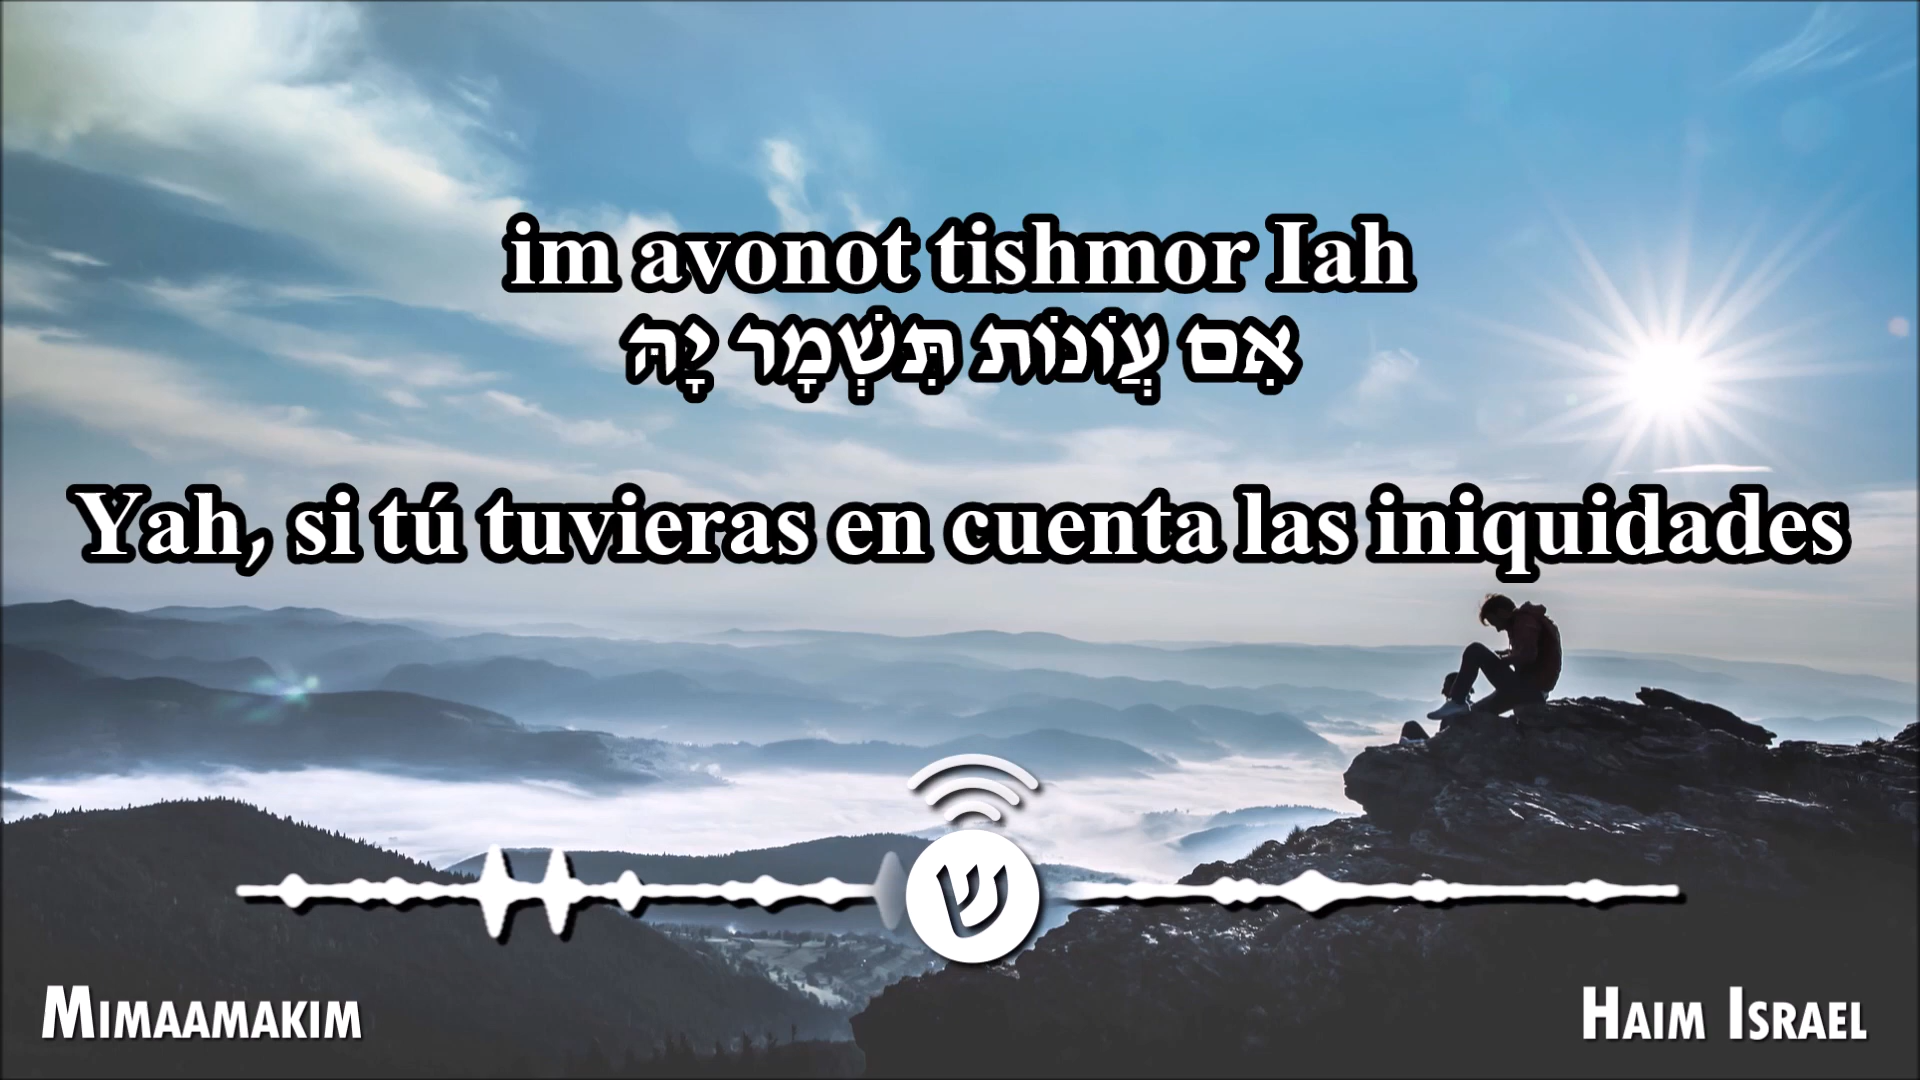 im avonot tishmor Iah
אִם עֲוֹנוֹת תִּשְׁמָר יָהּ
Yah, si tú tuvieras en cuenta las iniquidades
ש
Mimaamakim
Haim Israel